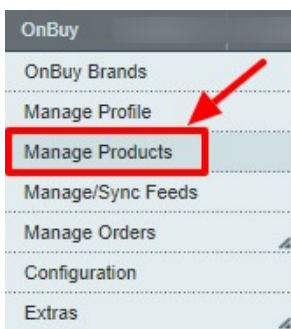 OnBuy
OnBuy Brands
Manage Profile
Manage Products
Manage/Sync Feeds
Manage Orders
Configuration
Extras